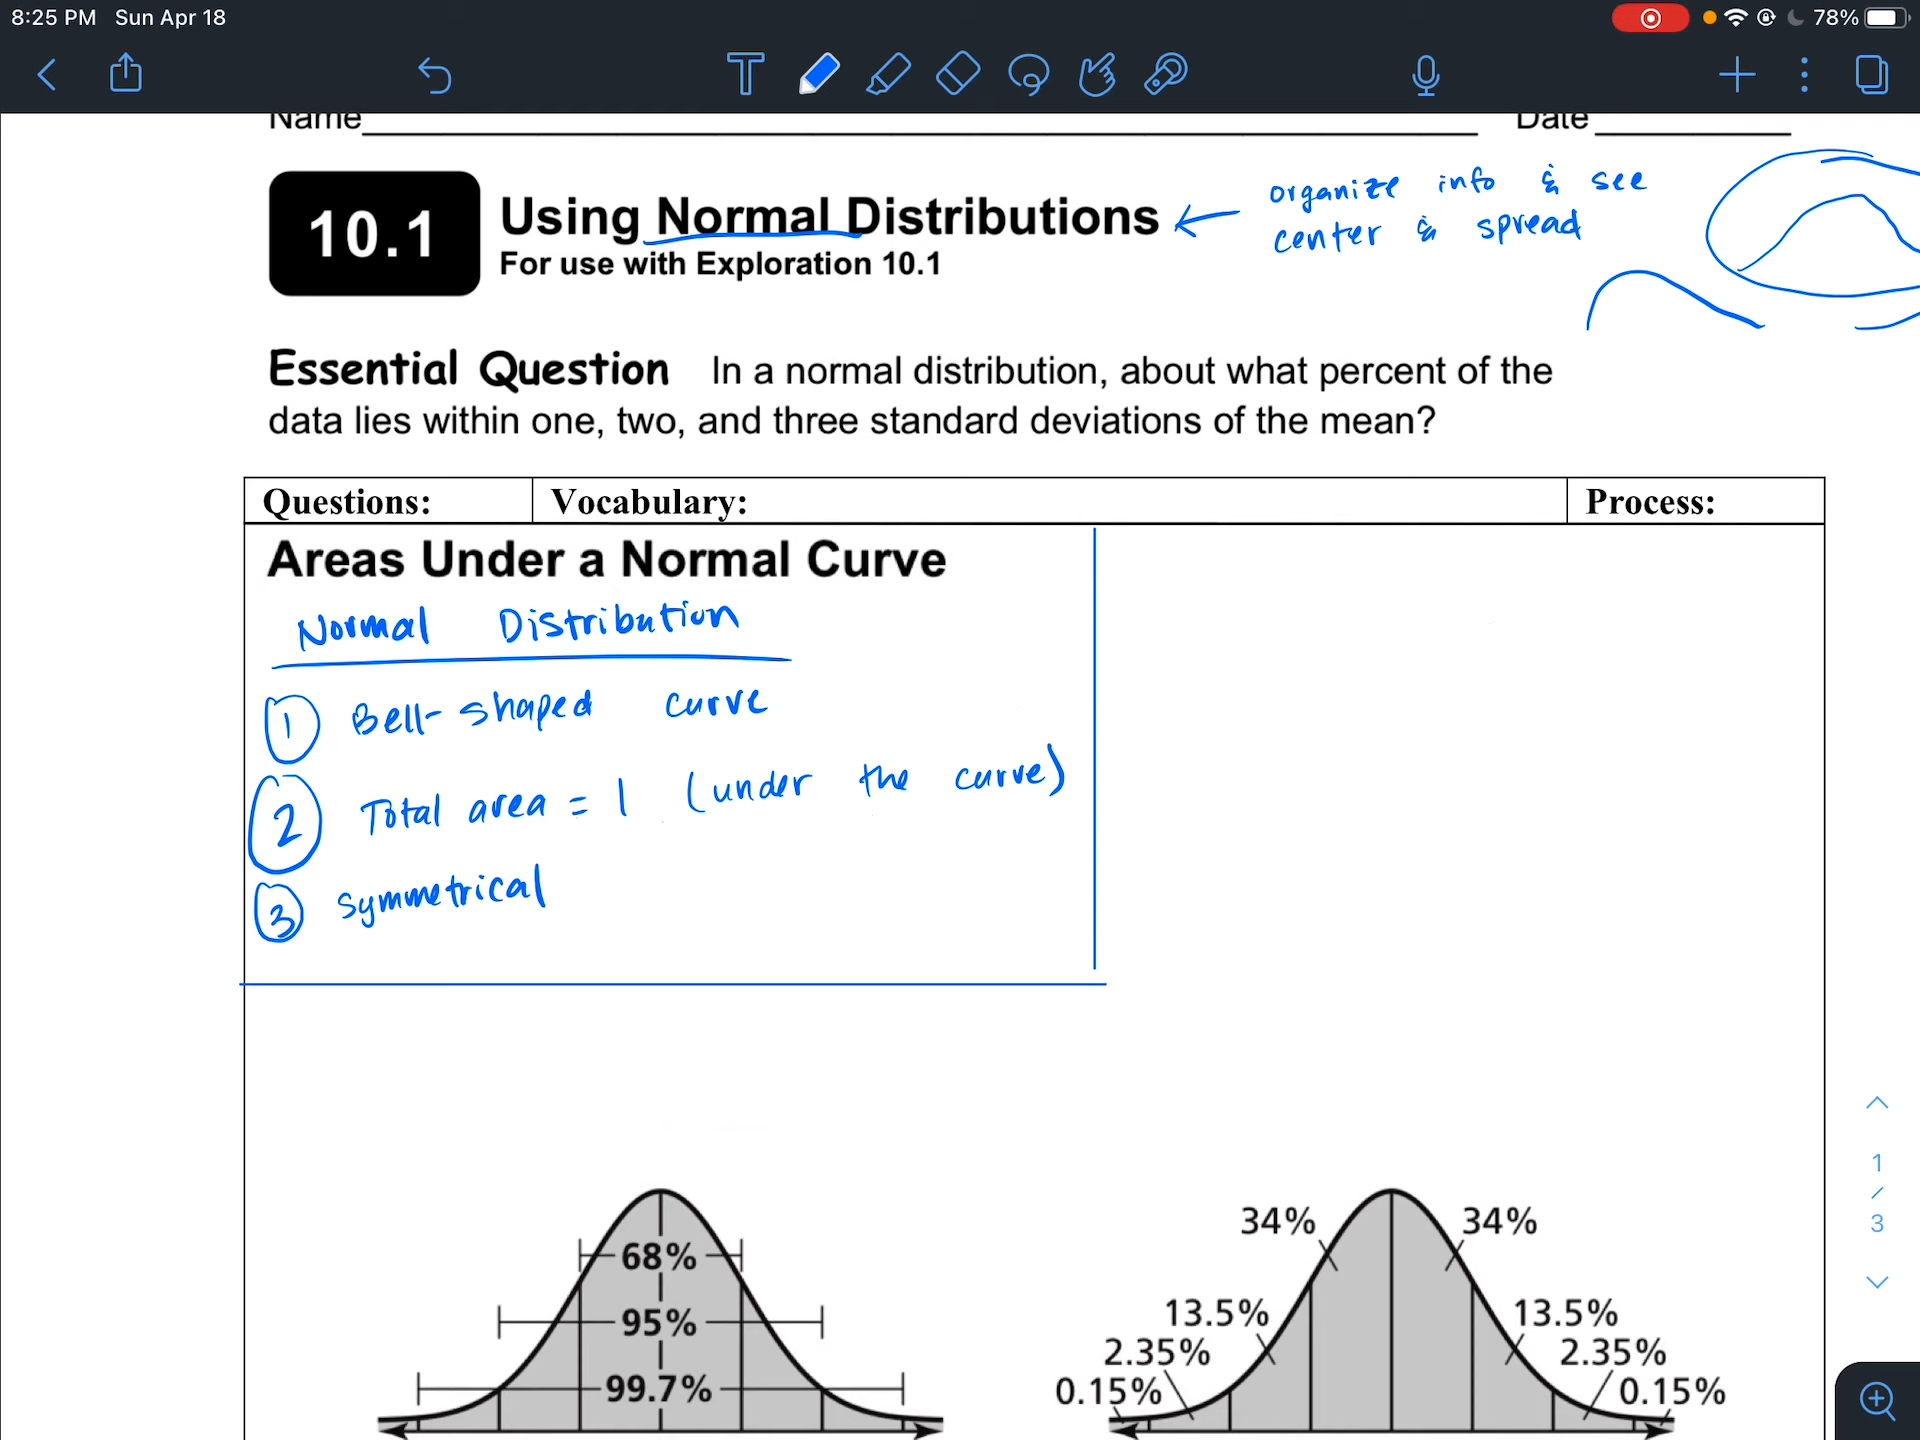 8:25 PM Sun Apr 18
78%
Name Date
10.1
Using Normal Distributions
For use with Exploration 10.1
organize info & see
center & spread
Essential Question In a normal distribution, about what percent of the
data lies within one, two, and three standard deviations of the mean?
Questions: Vocabulary: Process:
Areas Under a Normal Curve
Normal Distribution
1 Bell-shaped curve
2 Total area = 1 (under the curve)
3 symmetrical
1
/
3
68%
95%
99.7%
34% 34%
13.5% 13.5%
2.35% 2.35%
0.15% 0.15%